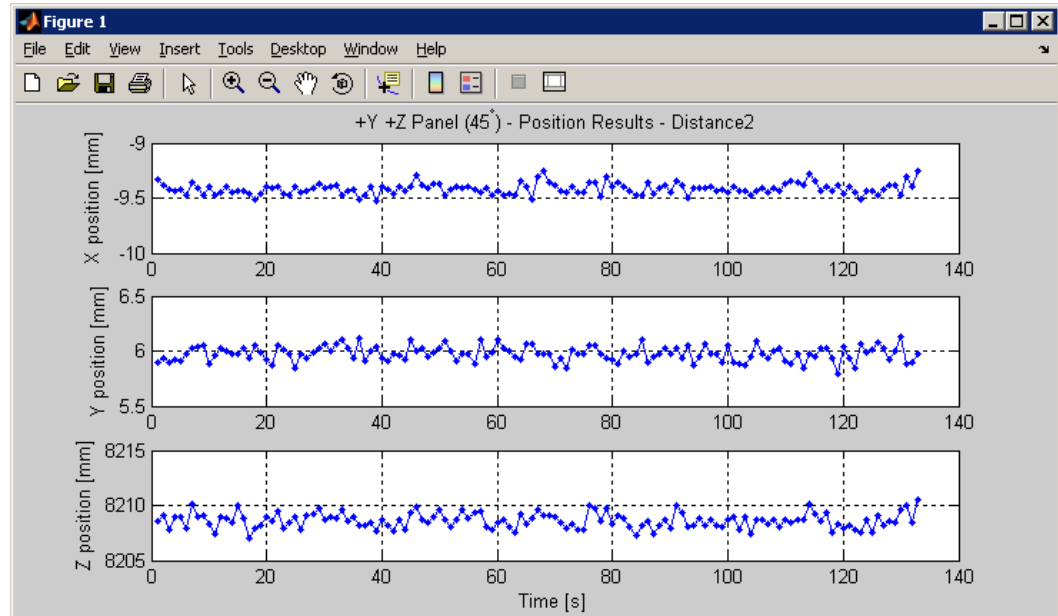 Figure 1
File Edit View Insert Tools Desktop Window Help
+Y +Z Panel (45°) - Position Results - Distance2
X position [mm]
-9
-9.5
-10
0 20 40 60 80 100 120 140
Y position [mm]
6.5
6
5.5
0 20 40 60 80 100 120 140
Z position [mm]
8215
8210
8205
0 20 40 60 80 100 120 140
Time [s]